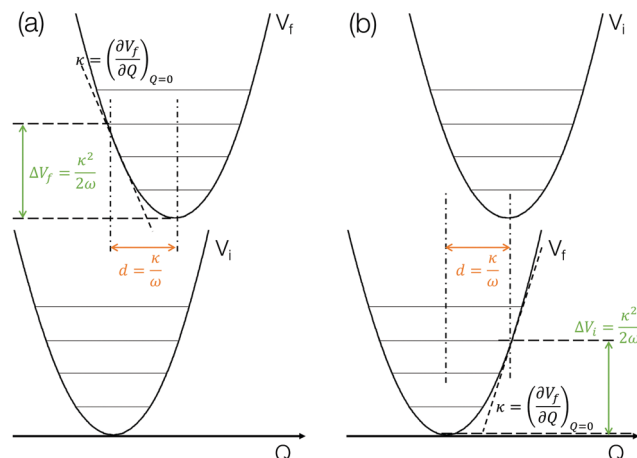 (a)
V_f
κ = (∂V_f/∂Q)_{Q=0}
ΔV_f = κ²/2ω
d = κ/ω
V_i
Q
(b)
V_i
V_f
d = κ/ω
ΔV_i = κ²/2ω
κ = (∂V_f/∂Q)_{Q=0}
Q